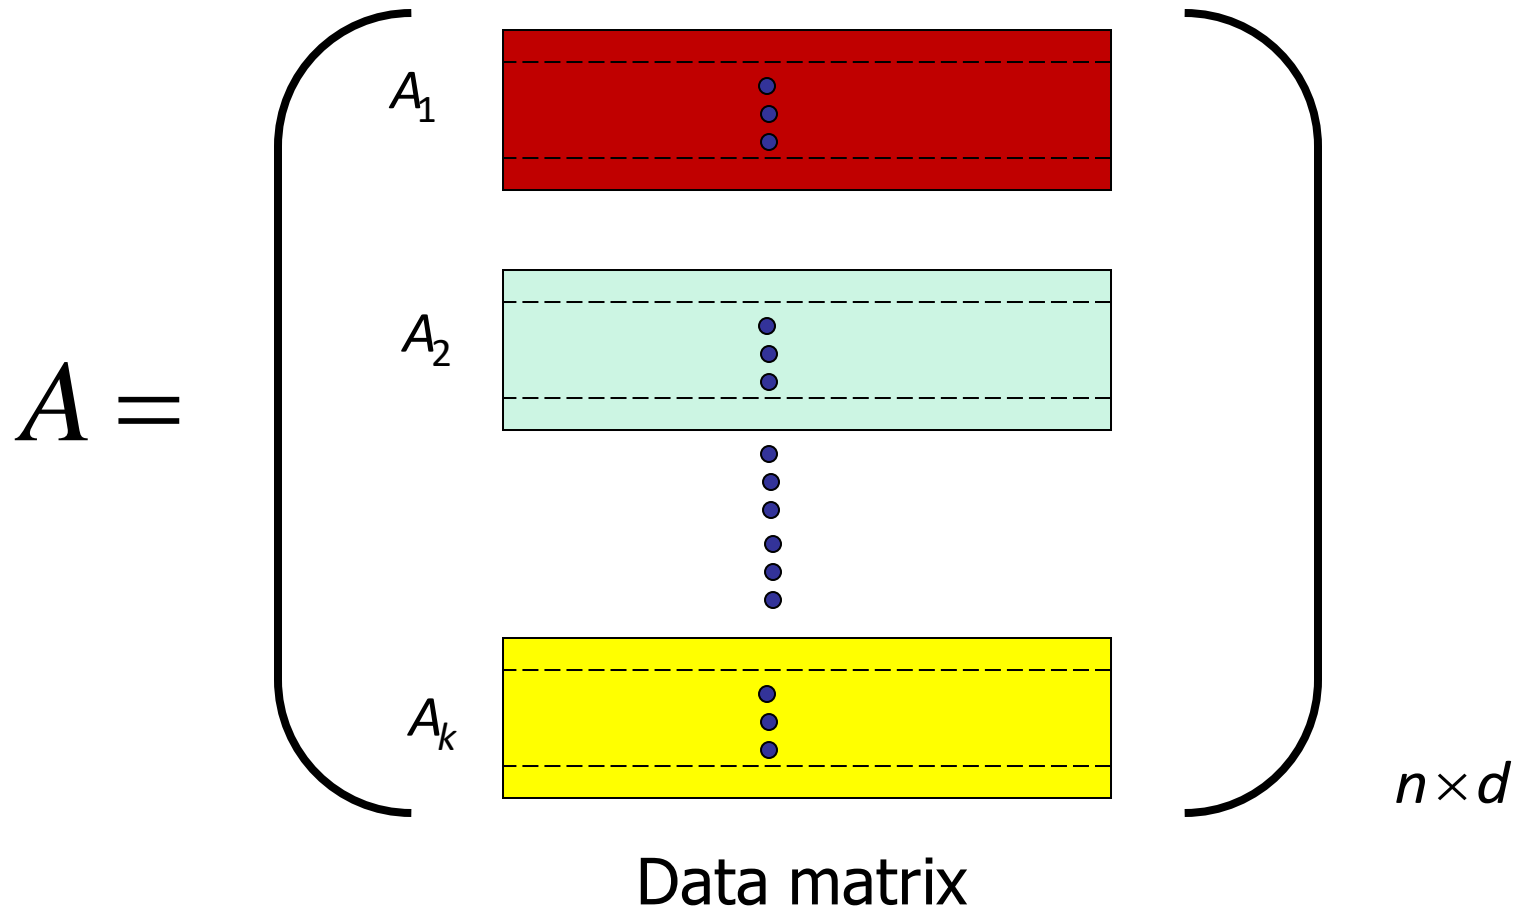 A₁
A₂
A =
Aₖ
n×d
Data matrix